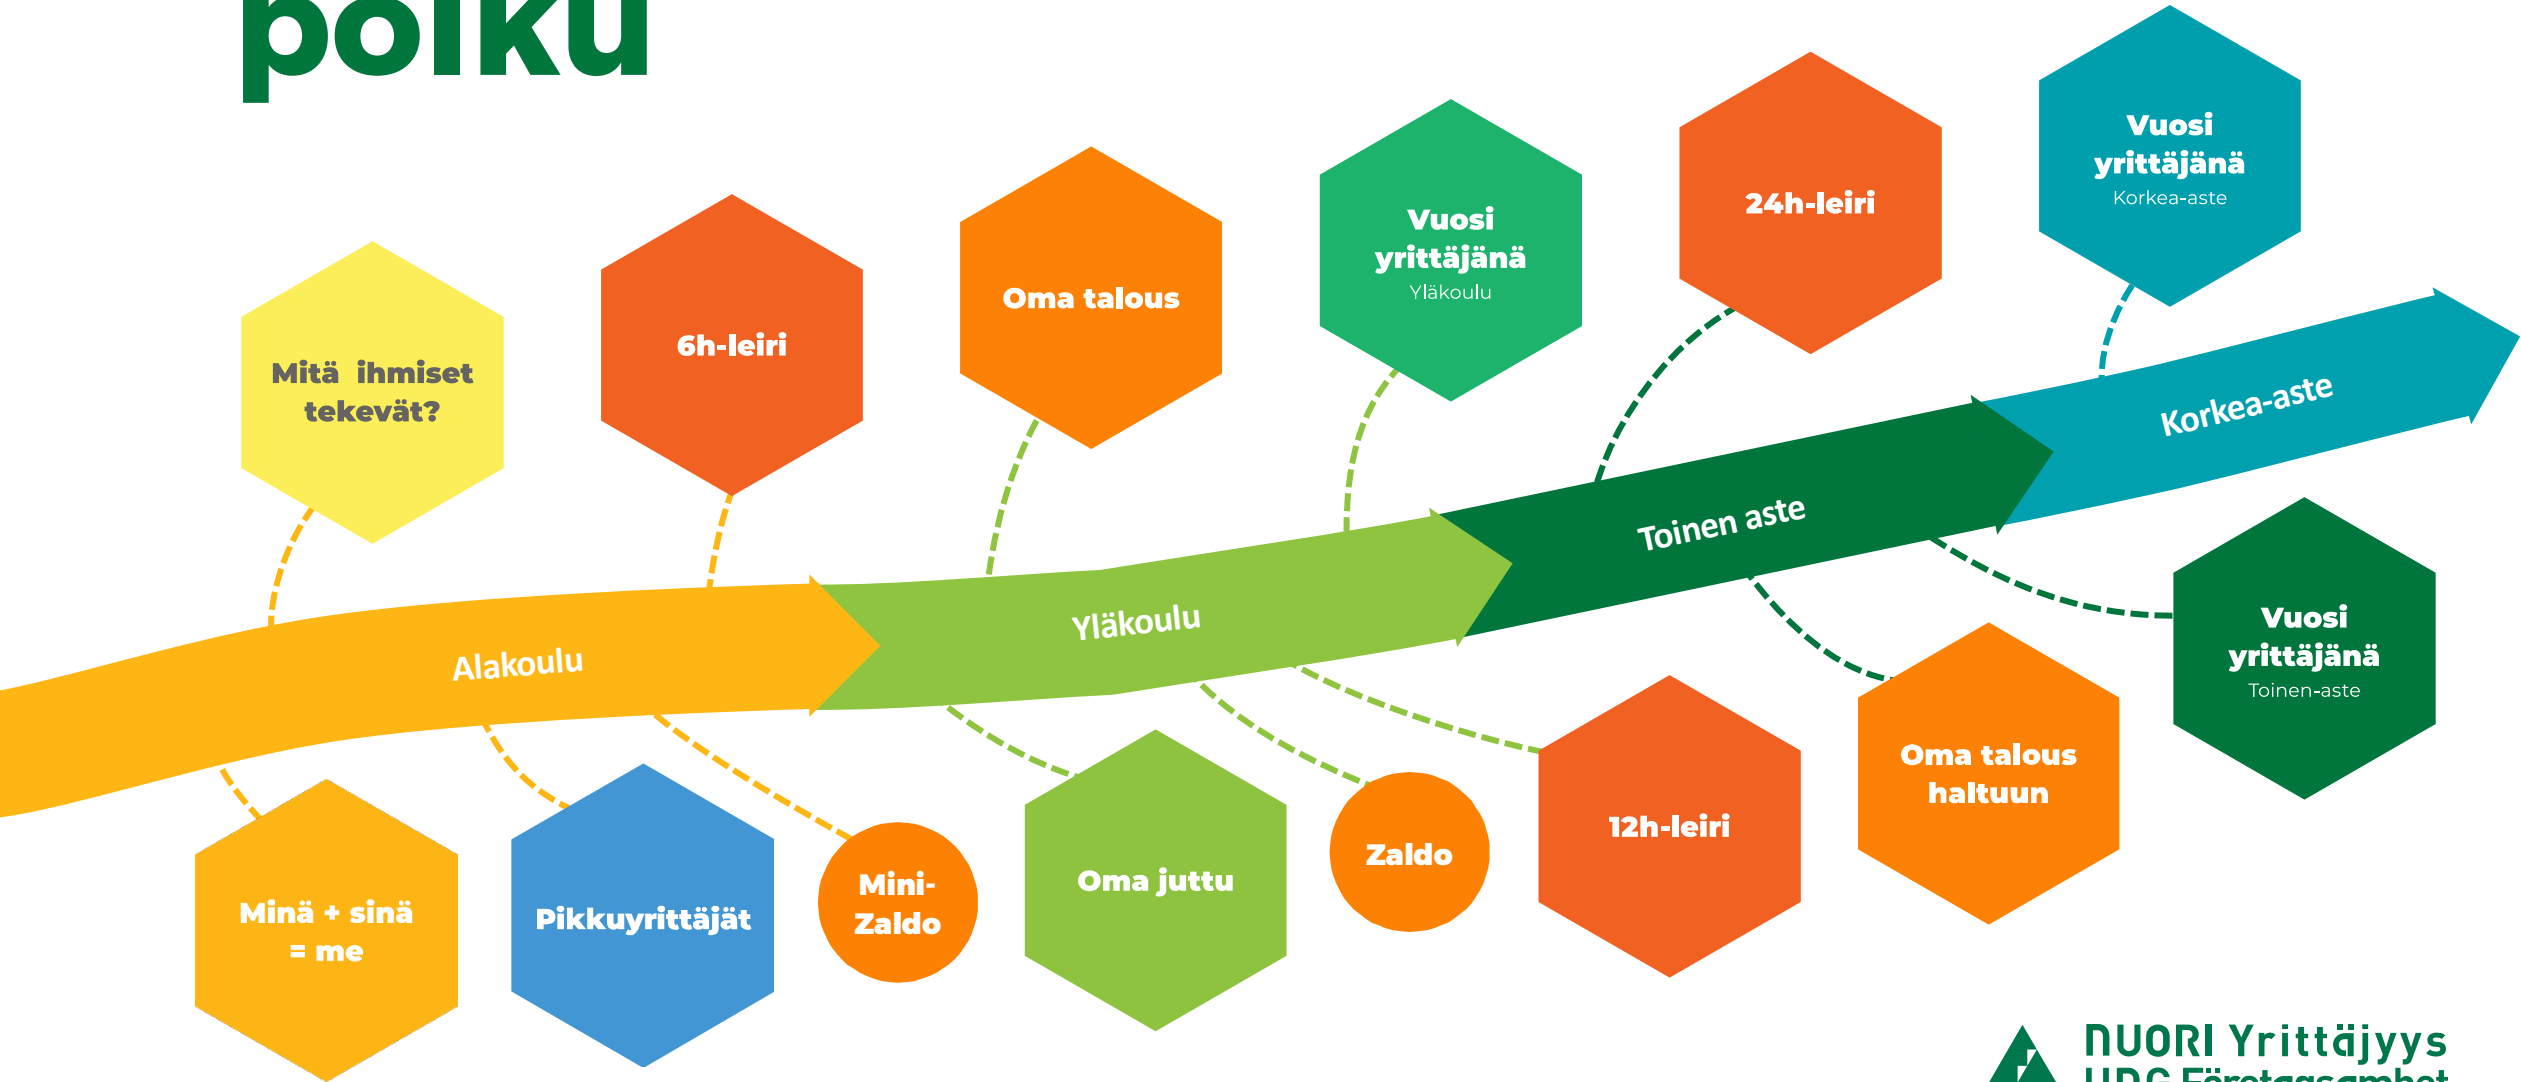 polku
Vuosi
yrittäjänä
Korkea-aste
24h-leiri
Vuosi
yrittäjänä
Yläkoulu
Oma talous
6h-leiri
Mitä ihmiset
tekevät?
Korkea-aste
Toinen aste
Yläkoulu
Alakoulu
Minä + sinä
= me
Pikkuyrittäjät
Mini-
Zaldo
Oma juttu
Zaldo
12h-leiri
Oma talous
haltuun
Vuosi
yrittäjänä
Toinen-aste
NUORI Yrittäjyys
UNG Företagsamhet